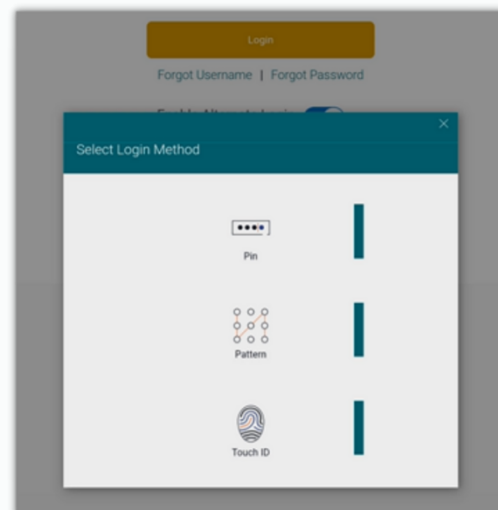 Login
Forgot Username | Forgot Password
Select Login Method
Pin
Pattern
Touch ID